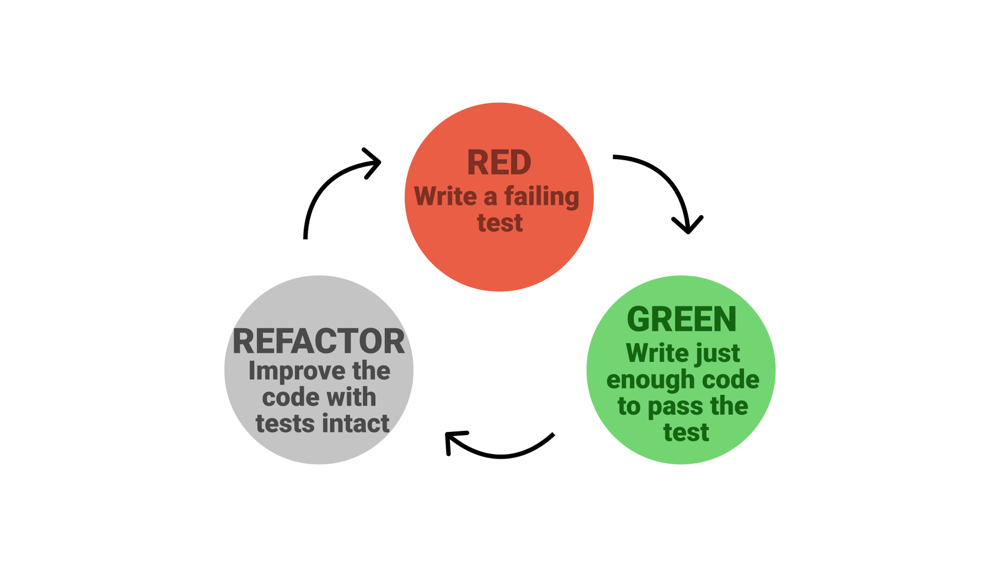 RED
Write a failing
test
GREEN
Write just
enough code
to pass the
test
REFACTOR
Improve the
code with
tests intact